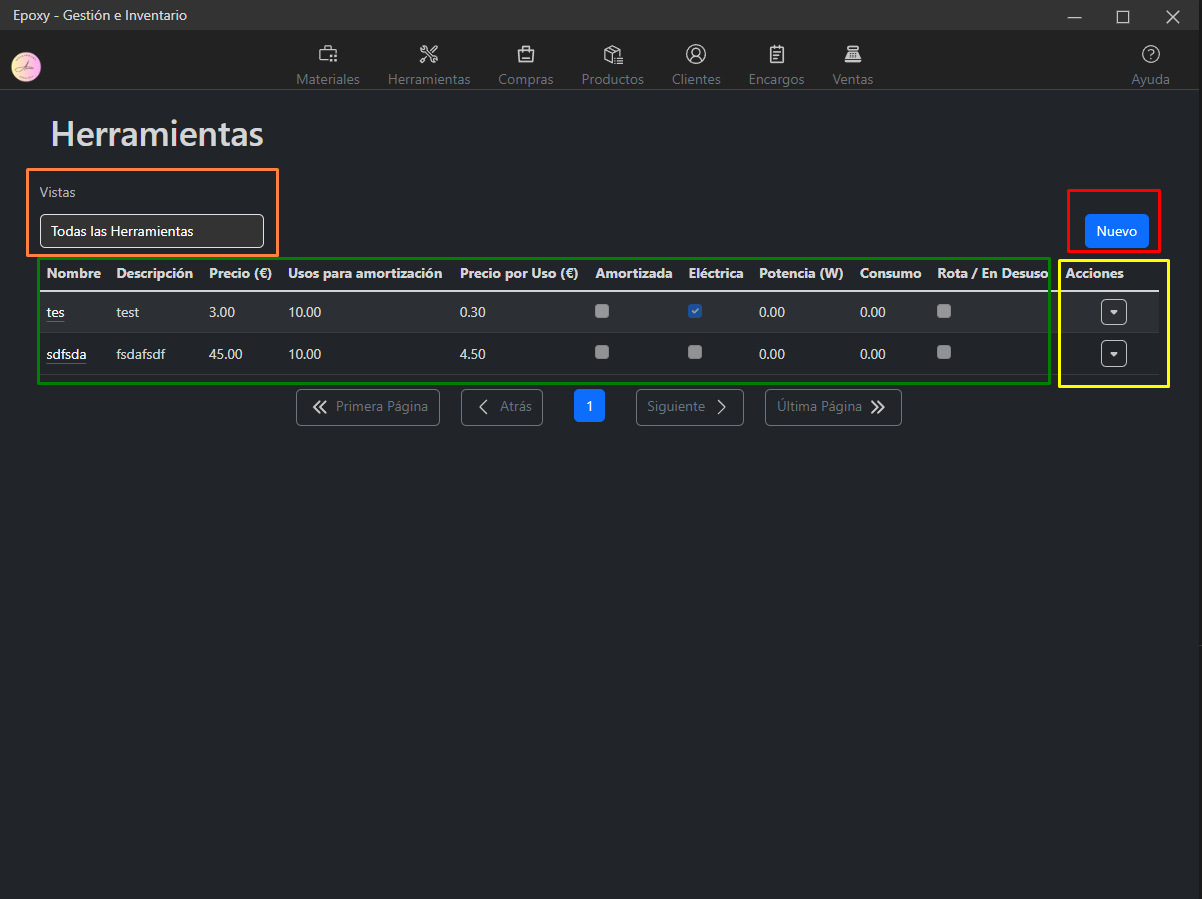 Epoxy - Gestión e Inventario
Materiales Herramientas Compras Productos Clientes Encargos Ventas Ayuda
Herramientas
Vistas
Todas las Herramientas
Nuevo
Nombre Descripción Precio (€) Usos para amortización Precio por Uso (€) Amortizada Eléctrica Potencia (W) Consumo Rota / En Desuso Acciones
tes test 3.00 10.00 0.30 0.00 0.00
sdfsda fsdafsdf 45.00 10.00 4.50 0.00 0.00
Primera Página Atrás 1 Siguiente Última Página